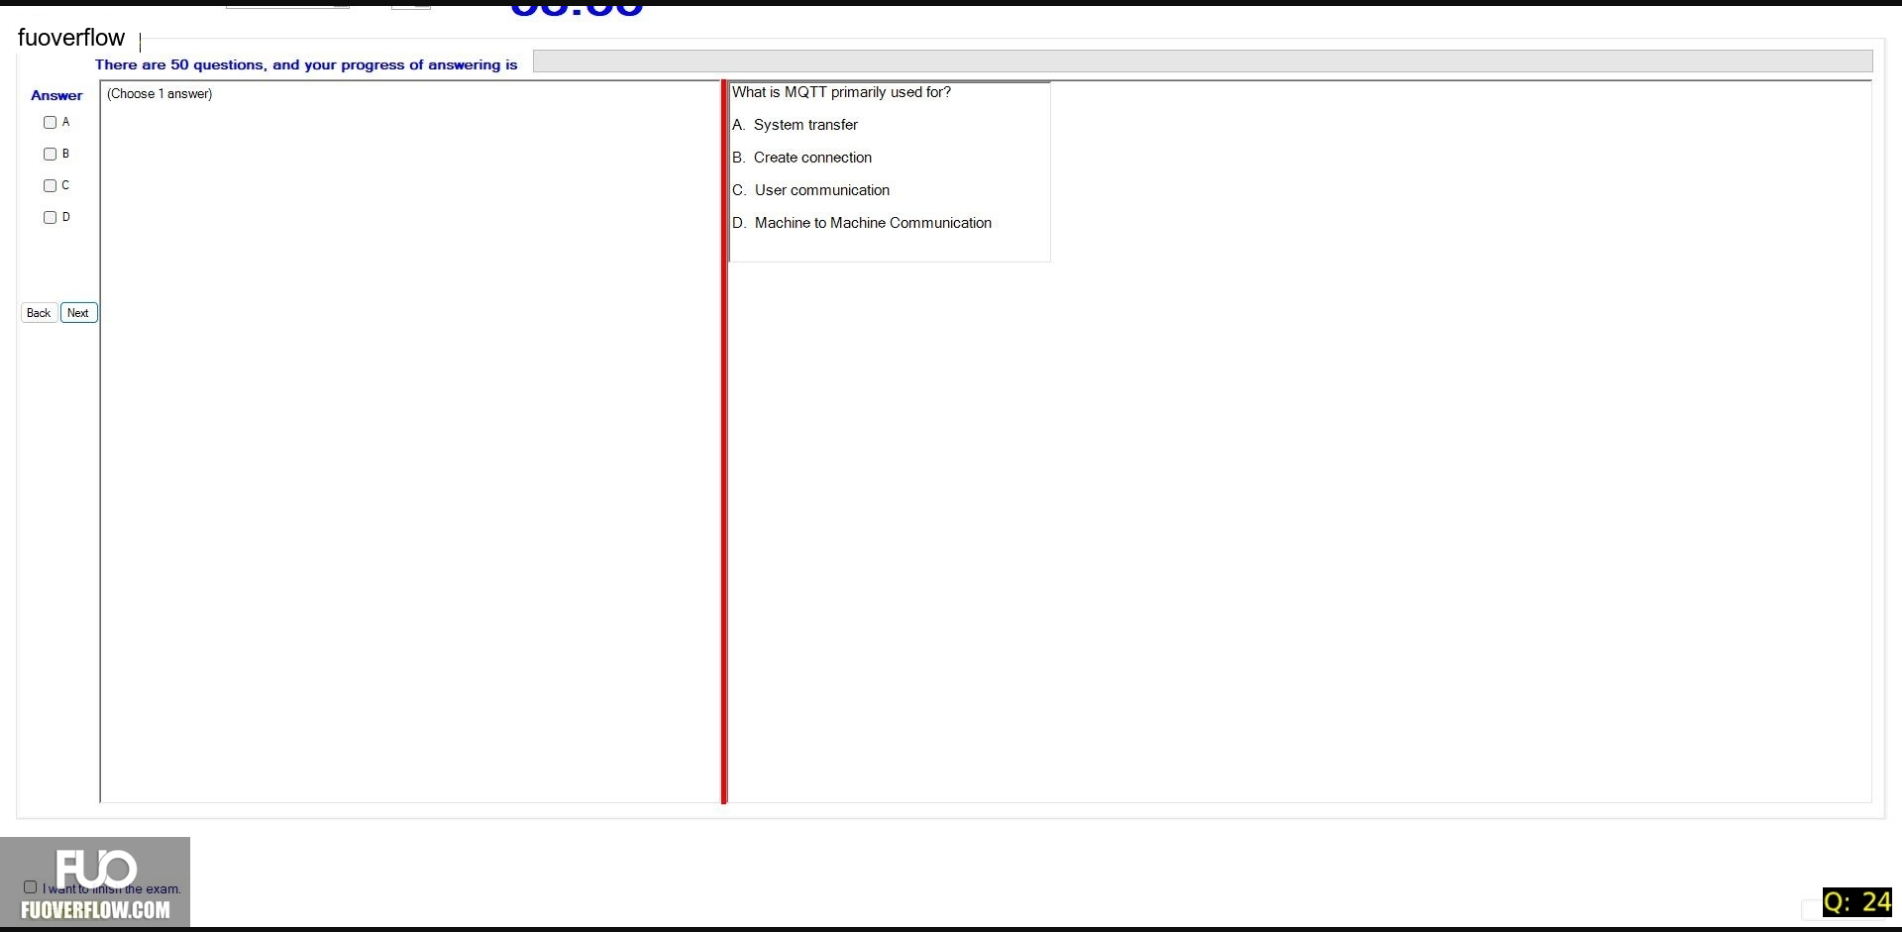 fuoverflow
There are 50 questions, and your progress of answering is
Answer
(Choose 1 answer)
A
B
C
D
Back
Next
What is MQTT primarily used for?
A. System transfer
B. Create connection
C. User communication
D. Machine to Machine Communication
FUO
I want to finish the exam.
FUOVERFLOW.COM
Q: 24